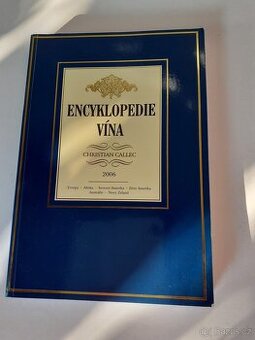 ENCYKLOPEDIE
VÍNA
CHRISTIAN CALLEC
2006
Evropa - Afrika - Severní Amerika - Jižní Amerika
Austrálie - Nový Zéland